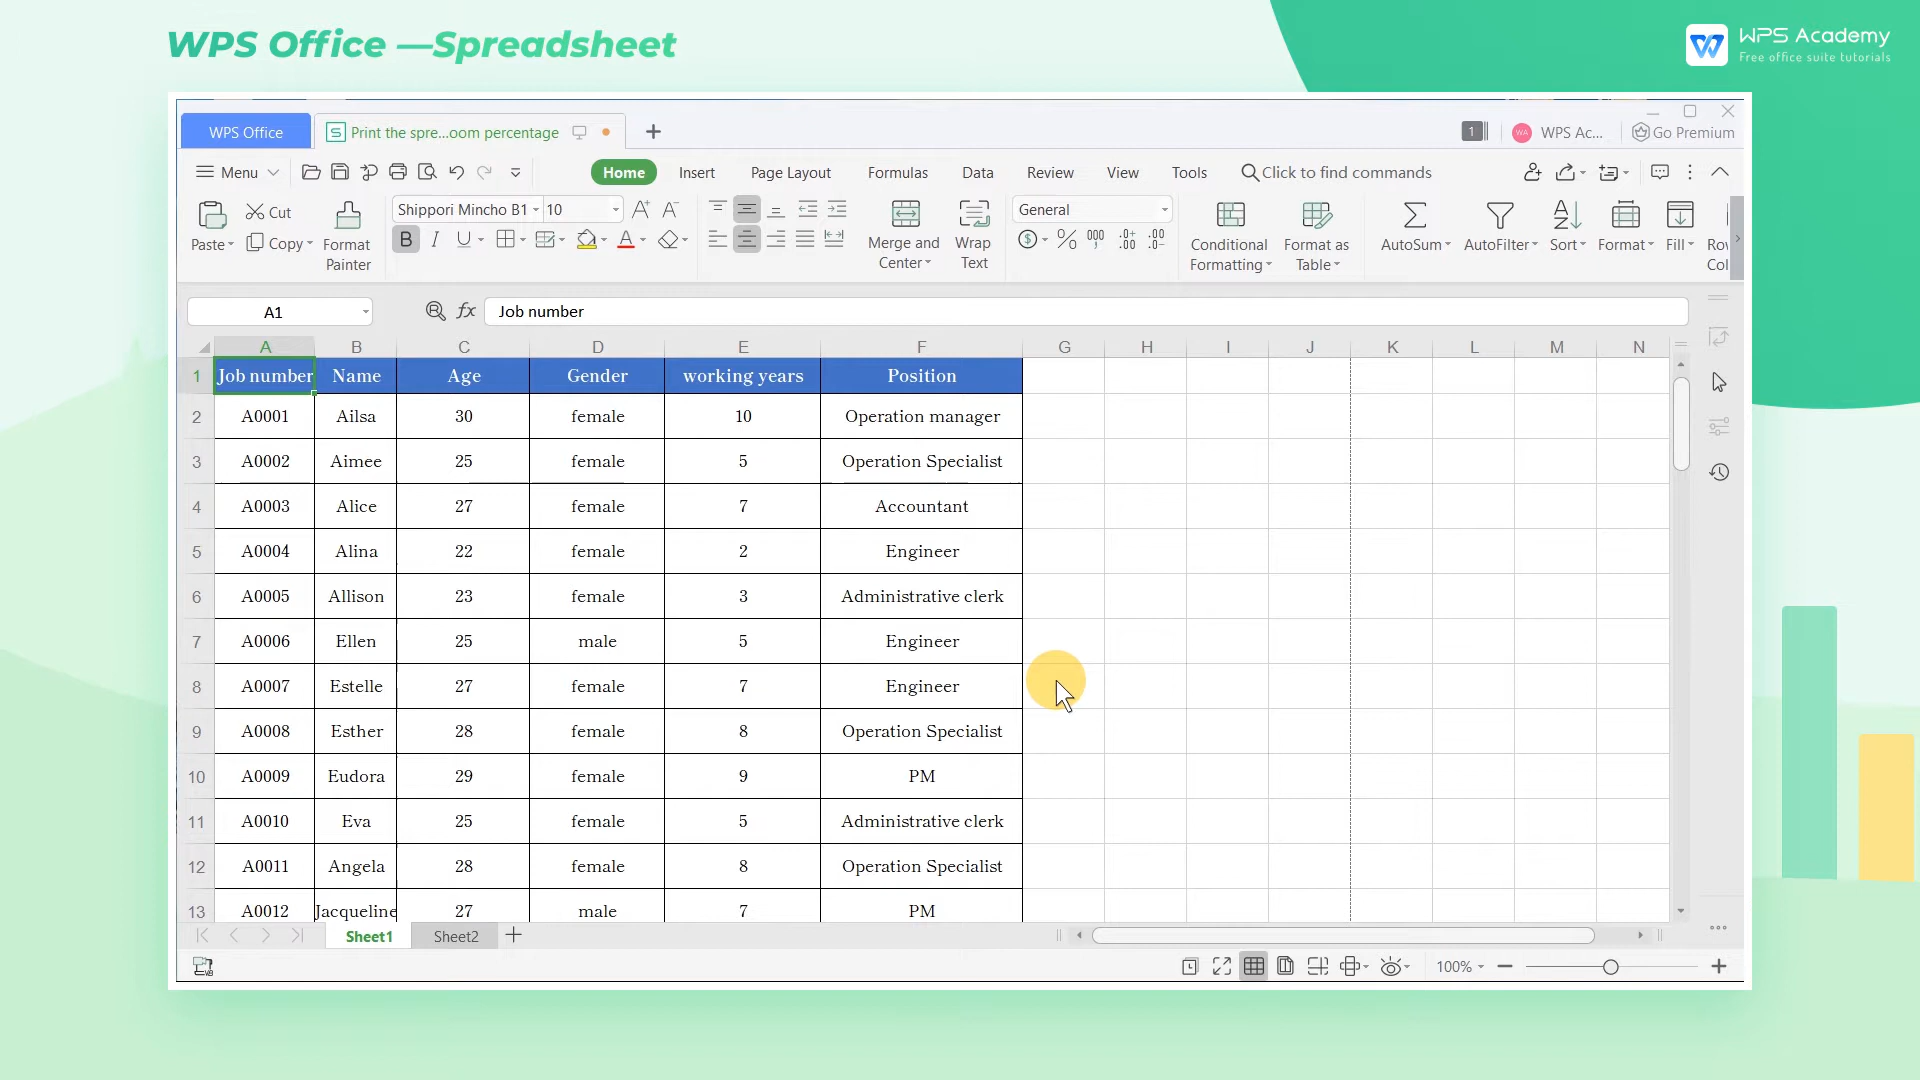 WPS Office —Spreadsheet
WPS Academy
Free office suite tutorials
WPS Office
Print the spre...oom percentage
1
WA
WPS Ac...
Go Premium
Menu
Home
Insert
Page Layout
Formulas
Data
Review
View
Tools
Click to find commands
Paste
Cut
Copy
Format
Painter
Shippori Mincho B1
10
Merge and
Center
Wrap
Text
General
Conditional
Formatting
Format as
Table
AutoSum
AutoFilter
Sort
Format
Fill
A1
Job number
A B C D E F G H I J K L M N
1 Job number Name Age Gender working years Position
2 A0001 Ailsa 30 female 10 Operation manager
3 A0002 Aimee 25 female 5 Operation Specialist
4 A0003 Alice 27 female 7 Accountant
5 A0004 Alina 22 female 2 Engineer
6 A0005 Allison 23 female 3 Administrative clerk
7 A0006 Ellen 25 male 5 Engineer
8 A0007 Estelle 27 female 7 Engineer
9 A0008 Esther 28 female 8 Operation Specialist
10 A0009 Eudora 29 female 9 PM
11 A0010 Eva 25 female 5 Administrative clerk
12 A0011 Angela 28 female 8 Operation Specialist
13 A0012 Jacqueline 27 male 7 PM
Sheet1
Sheet2
100%